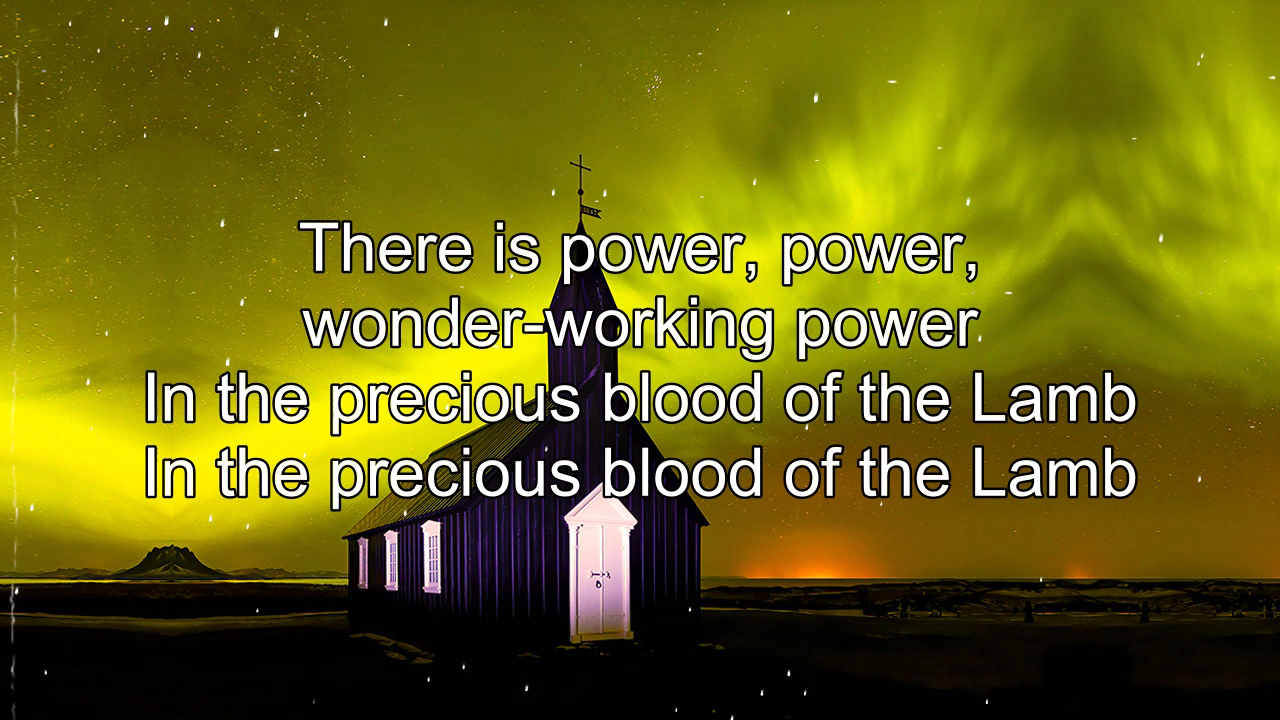 There is power, power,
wonder-working power
In the precious blood of the Lamb
In the precious blood of the Lamb